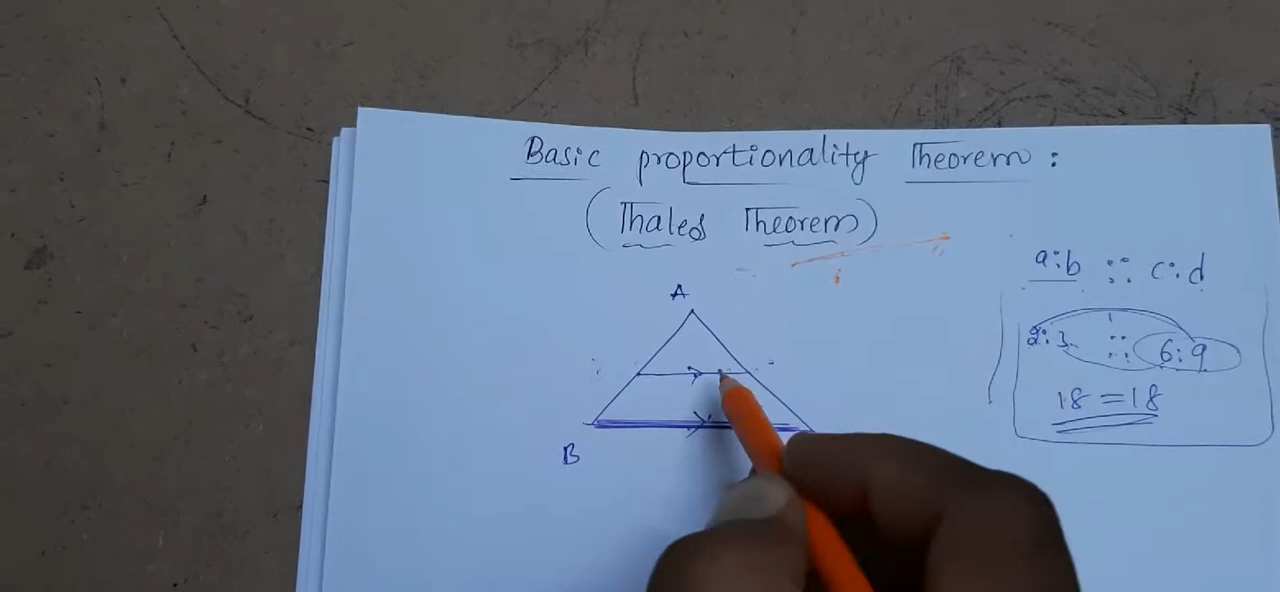 Basic proportionality Theorem :
(Thales Theorem)
a:b :: c:d
2:3 :: 6:9
18 = 18
A
B